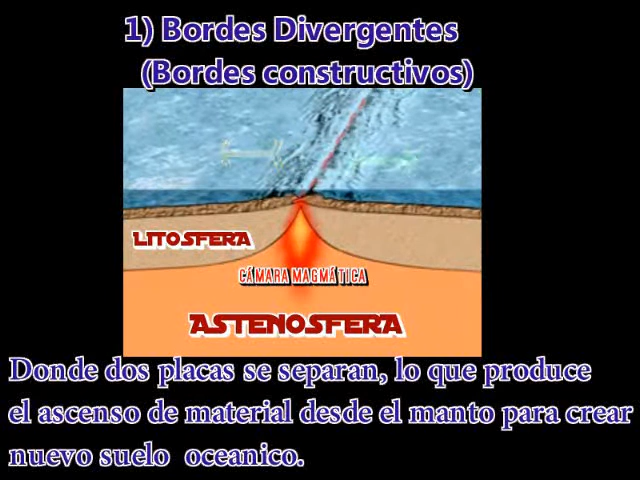 1) Bordes Divergentes
(Bordes constructivos)
LITOSFERA
CÁMARA MAGMÁTICA
ASTENOSFERA
Donde dos placas se separan, lo que produce
el ascenso de material desde el manto para crear
nuevo suelo oceanico.